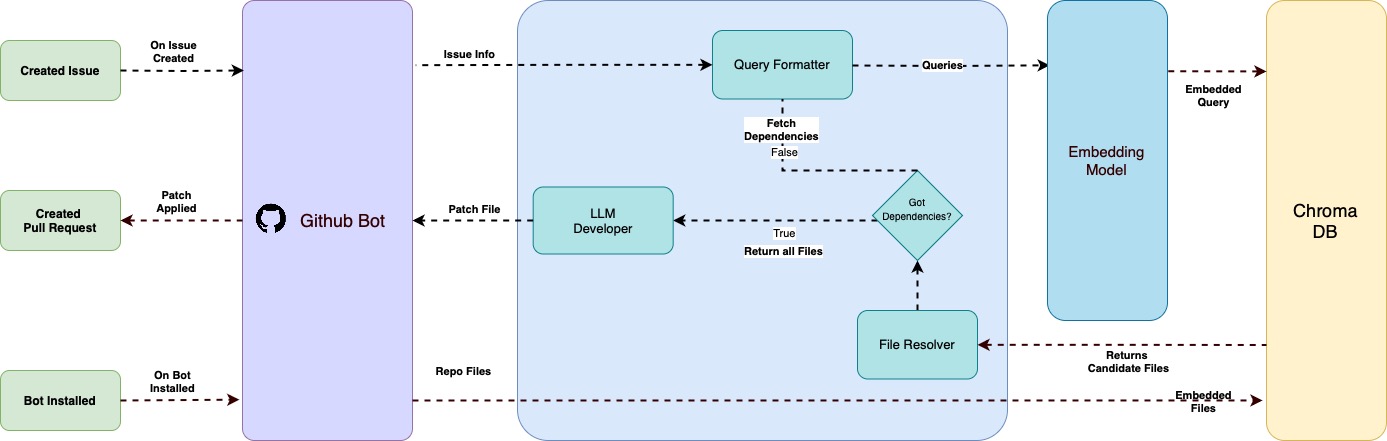 On Issue
Created
Created Issue
Issue Info
Query Formatter
Queries
Embedded
Query
Fetch
Dependencies
False
Embedding
Model
Created
Pull Request
Patch
Applied
Github Bot
Patch File
LLM
Developer
True
Return all Files
Got
Dependencies?
Chroma
DB
File Resolver
Returns
Candidate Files
Bot Installed
On Bot
Installed
Repo Files
Embedded
Files